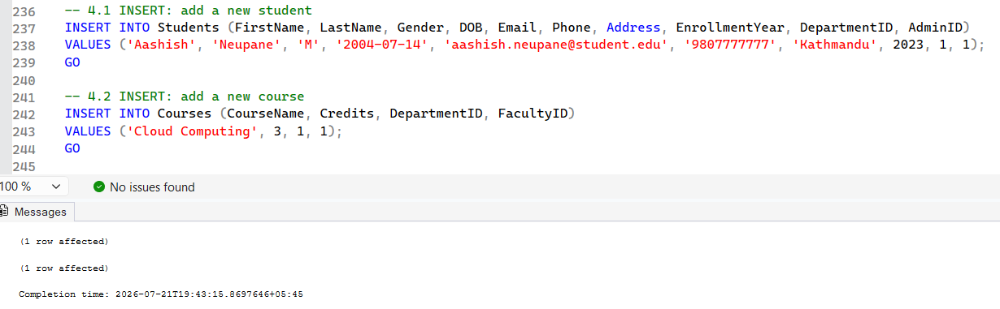 236 -- 4.1 INSERT: add a new student
237 INSERT INTO Students (FirstName, LastName, Gender, DOB, Email, Phone, Address, EnrollmentYear, DepartmentID, AdminID)
238 VALUES ('Aashish', 'Neupane', 'M', '2004-07-14', 'aashish.neupane@student.edu', '9807777777', 'Kathmandu', 2023, 1, 1);
239 GO
240
241 -- 4.2 INSERT: add a new course
242 INSERT INTO Courses (CourseName, Credits, DepartmentID, FacultyID)
243 VALUES ('Cloud Computing', 3, 1, 1);
244 GO
245
100 % No issues found
Messages
(1 row affected)
(1 row affected)
Completion time: 2026-07-21T19:43:15.8697646+05:45